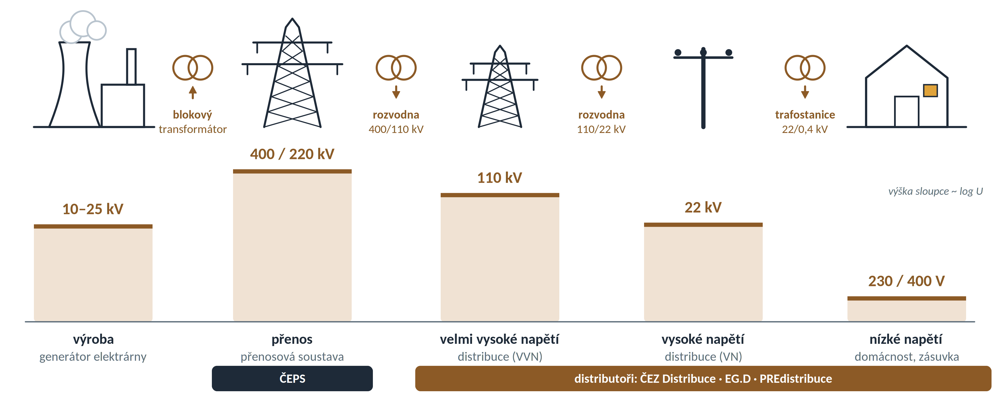 blokový
transformátor
rozvodna
400/110 kV
rozvodna
110/22 kV
trafostanice
22/0,4 kV
400 / 220 kV
110 kV
výška sloupce ~ log U
10–25 kV
22 kV
230 / 400 V
výroba
generátor elektrárny
přenos
přenosová soustava
velmi vysoké napětí
distribuce (VVN)
vysoké napětí
distribuce (VN)
nízké napětí
domácnost, zásuvka
ČEPS
distributoři: ČEZ Distribuce · EG.D · PREdistribuce